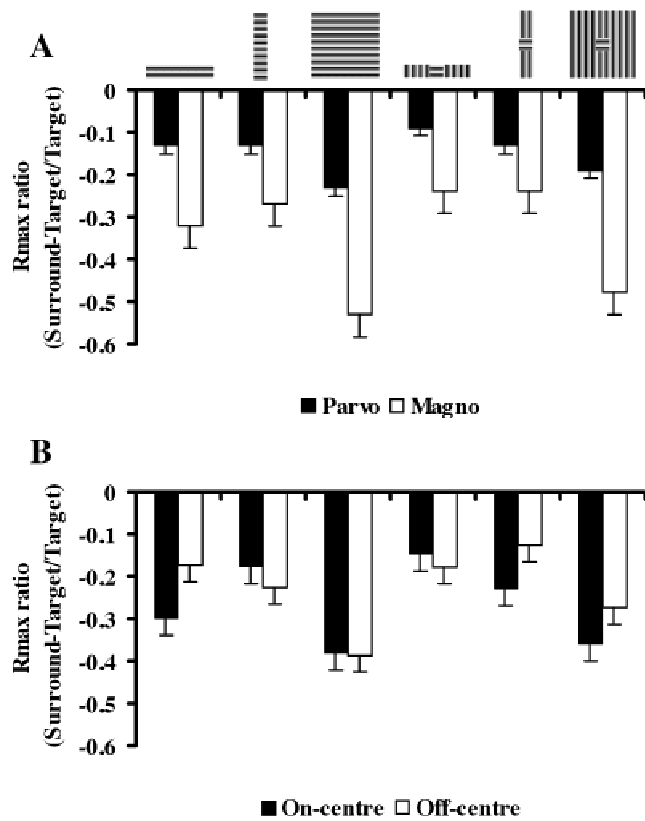 A
0
-0.1
-0.2
-0.3
-0.4
-0.5
-0.6
Rmax ratio
(Surround-Target/Target)
Parvo Magno
B
0
-0.1
-0.2
-0.3
-0.4
-0.5
-0.6
Rmax ratio
(Surround-Target/Target)
On-centre Off-centre